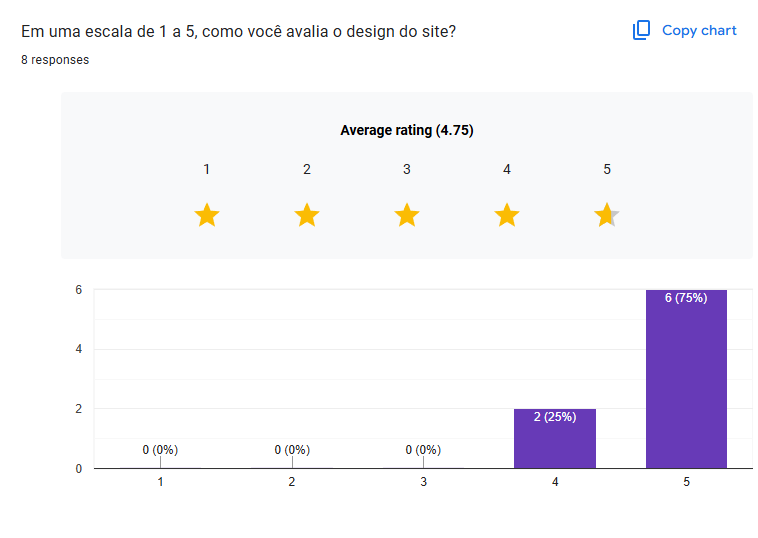 Em uma escala de 1 a 5, como você avalia o design do site?
Copy chart
8 responses
Average rating (4.75)
1 2 3 4 5
6
6 (75%)
4
2
2 (25%)
0 (0%) 0 (0%) 0 (0%)
0
1 2 3 4 5